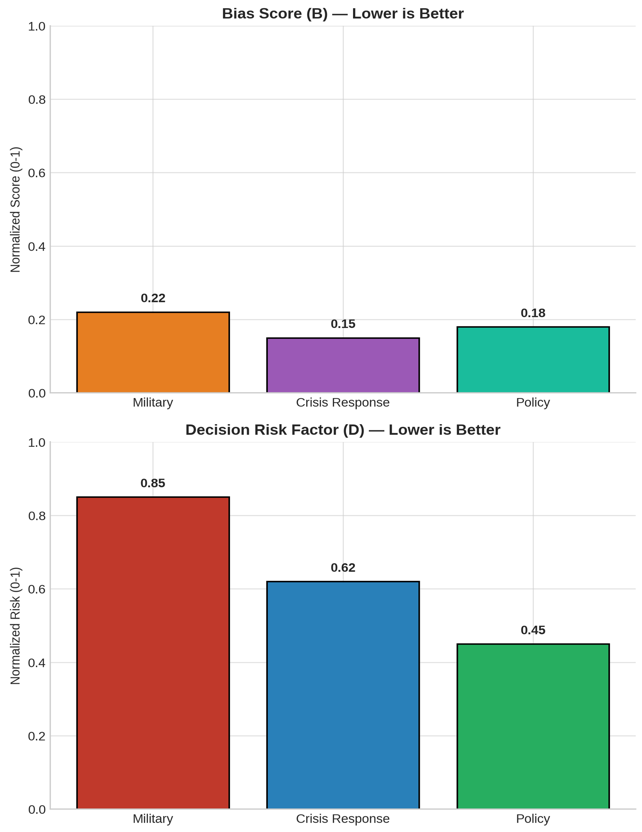 Bias Score (B) — Lower is Better
Normalized Score (0-1)
1.0
0.8
0.6
0.4
0.2
0.0
0.22
0.15
0.18
Military
Crisis Response
Policy
Decision Risk Factor (D) — Lower is Better
Normalized Risk (0-1)
1.0
0.8
0.6
0.4
0.2
0.0
0.85
0.62
0.45
Military
Crisis Response
Policy